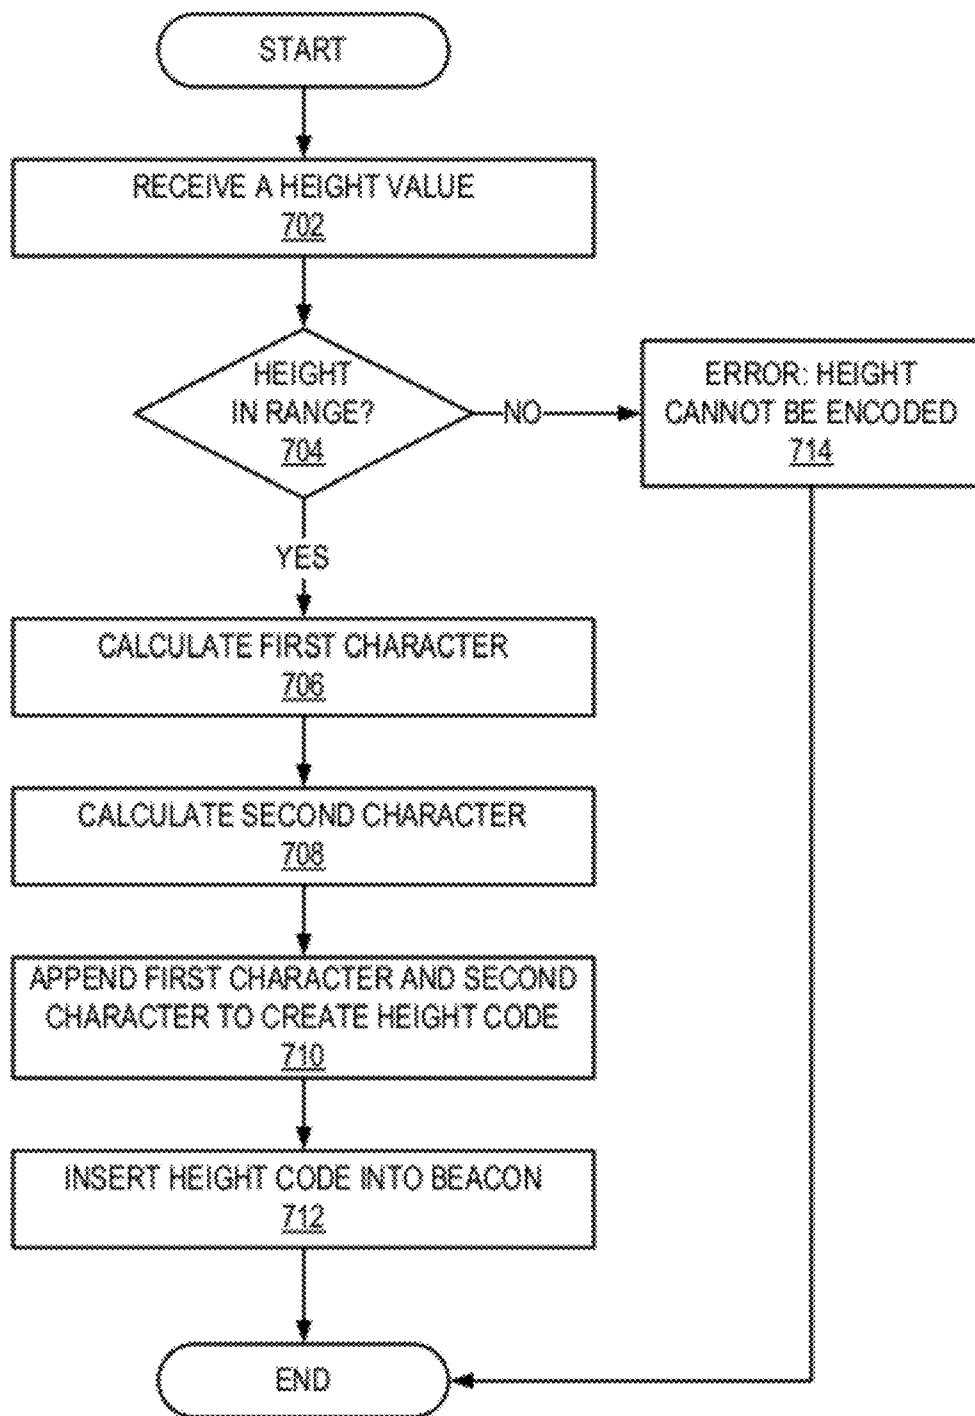 START
RECEIVE A HEIGHT VALUE
702
HEIGHT
IN RANGE?
704
NO
ERROR: HEIGHT
CANNOT BE ENCODED
714
YES
CALCULATE FIRST CHARACTER
706
CALCULATE SECOND CHARACTER
708
APPEND FIRST CHARACTER AND SECOND
CHARACTER TO CREATE HEIGHT CODE
710
INSERT HEIGHT CODE INTO BEACON
712
END